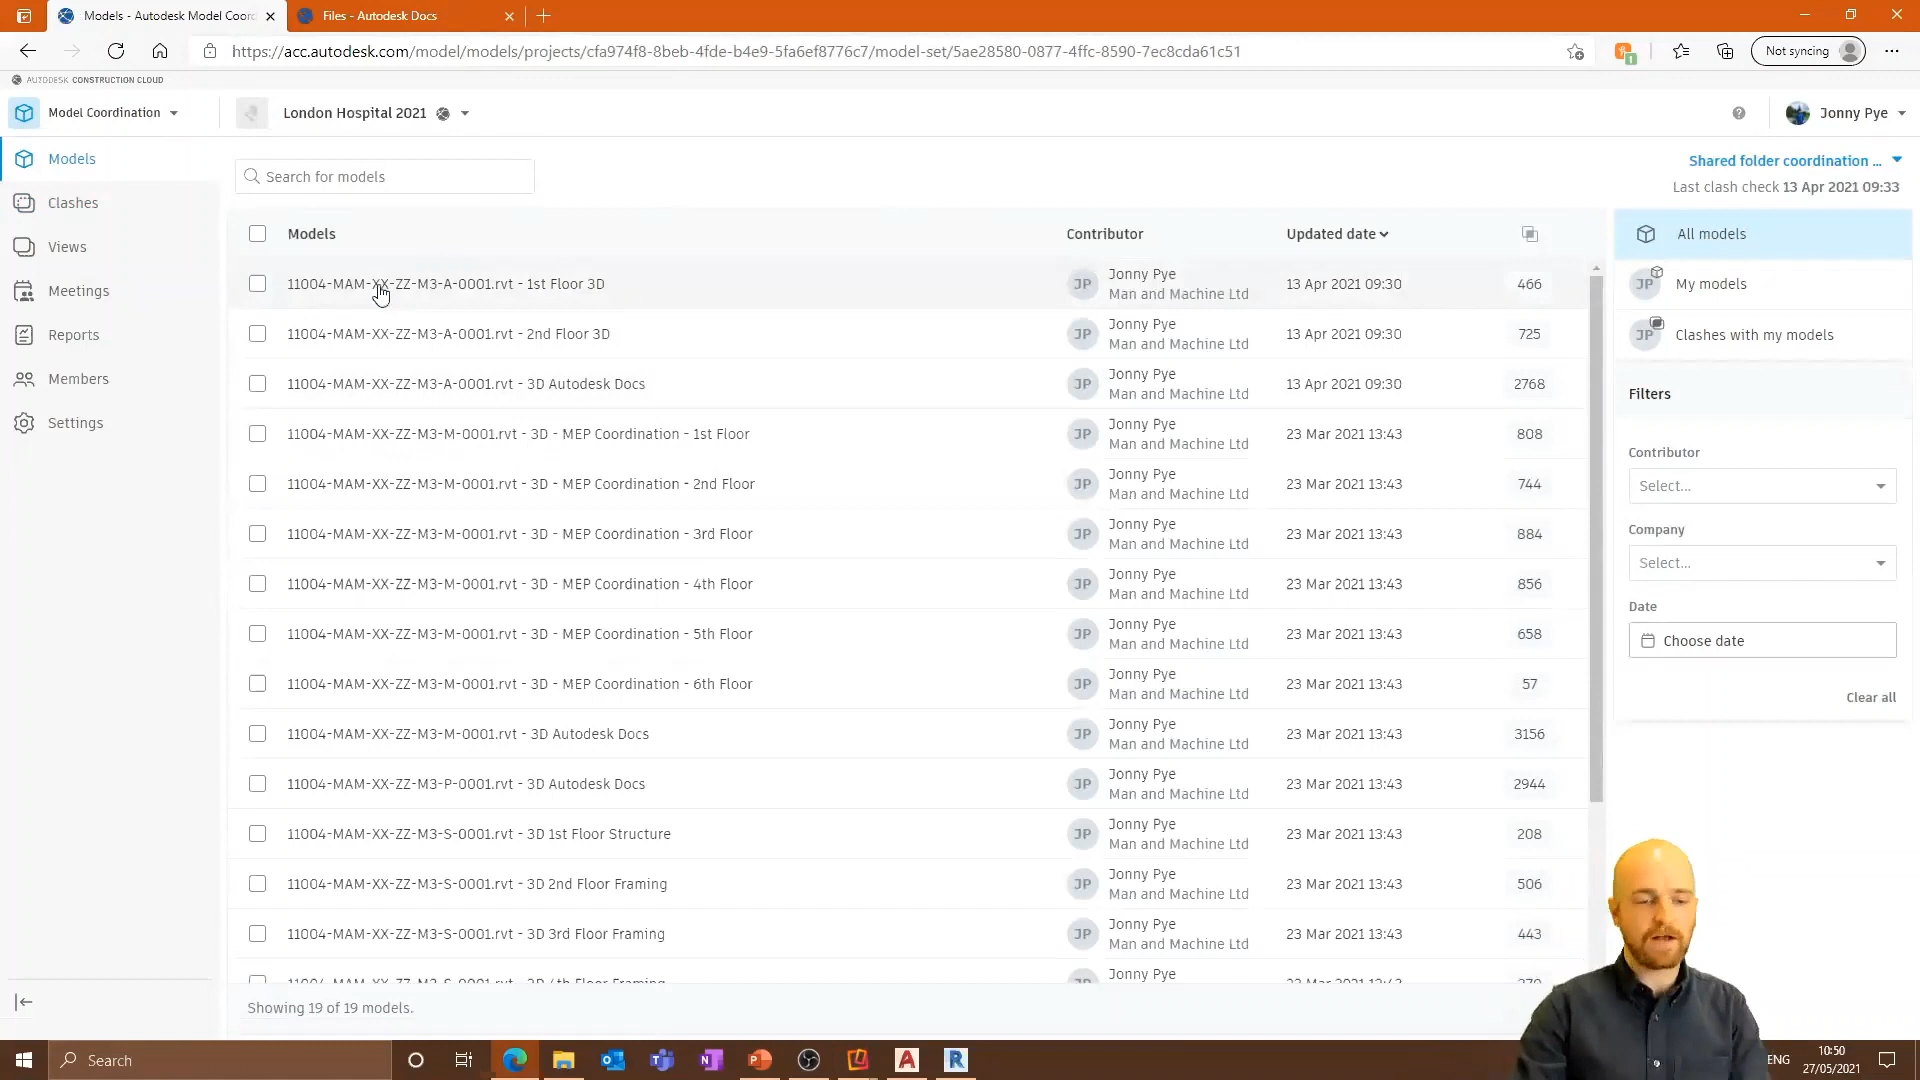 Models - Autodesk Model Coor
Files - Autodesk Docs
https://acc.autodesk.com/model/models/projects/cfa974f8-8beb-4fde-b4e9-5fa6ef8776c7/model-set/5ae28580-0877-4ffc-8590-7ec8cda61c51
Not syncing
AUTODESK CONSTRUCTION CLOUD
Model Coordination
London Hospital 2021
Jonny Pye
Models
Clashes
Views
Meetings
Reports
Members
Settings
Search for models
Shared folder coordination ...
Last clash check 13 Apr 2021 09:33
Models Contributor Updated date
11004-MAM-XX-ZZ-M3-A-0001.rvt - 1st Floor 3D JP Jonny Pye Man and Machine Ltd 13 Apr 2021 09:30 466
11004-MAM-XX-ZZ-M3-A-0001.rvt - 2nd Floor 3D JP Jonny Pye Man and Machine Ltd 13 Apr 2021 09:30 725
11004-MAM-XX-ZZ-M3-A-0001.rvt - 3D Autodesk Docs JP Jonny Pye Man and Machine Ltd 13 Apr 2021 09:30 2768
11004-MAM-XX-ZZ-M3-M-0001.rvt - 3D - MEP Coordination - 1st Floor JP Jonny Pye Man and Machine Ltd 23 Mar 2021 13:43 808
11004-MAM-XX-ZZ-M3-M-0001.rvt - 3D - MEP Coordination - 2nd Floor JP Jonny Pye Man and Machine Ltd 23 Mar 2021 13:43 744
11004-MAM-XX-ZZ-M3-M-0001.rvt - 3D - MEP Coordination - 3rd Floor JP Jonny Pye Man and Machine Ltd 23 Mar 2021 13:43 884
11004-MAM-XX-ZZ-M3-M-0001.rvt - 3D - MEP Coordination - 4th Floor JP Jonny Pye Man and Machine Ltd 23 Mar 2021 13:43 856
11004-MAM-XX-ZZ-M3-M-0001.rvt - 3D - MEP Coordination - 5th Floor JP Jonny Pye Man and Machine Ltd 23 Mar 2021 13:43 658
11004-MAM-XX-ZZ-M3-M-0001.rvt - 3D - MEP Coordination - 6th Floor JP Jonny Pye Man and Machine Ltd 23 Mar 2021 13:43 57
11004-MAM-XX-ZZ-M3-M-0001.rvt - 3D Autodesk Docs JP Jonny Pye Man and Machine Ltd 23 Mar 2021 13:43 3156
11004-MAM-XX-ZZ-M3-P-0001.rvt - 3D Autodesk Docs JP Jonny Pye Man and Machine Ltd 23 Mar 2021 13:43 2944
11004-MAM-XX-ZZ-M3-S-0001.rvt - 3D 1st Floor Structure JP Jonny Pye Man and Machine Ltd 23 Mar 2021 13:43 208
11004-MAM-XX-ZZ-M3-S-0001.rvt - 3D 2nd Floor Framing JP Jonny Pye Man and Machine Ltd 23 Mar 2021 13:43 506
11004-MAM-XX-ZZ-M3-S-0001.rvt - 3D 3rd Floor Framing JP Jonny Pye Man and Machine Ltd 23 Mar 2021 13:43 443
Jonny Pye
Showing 19 of 19 models.
All models
JP My models
JP Clashes with my models
Filters
Contributor
Select...
Company
Select...
Date
Choose date
Clear all
Search
ENG
10:50
27/05/2021